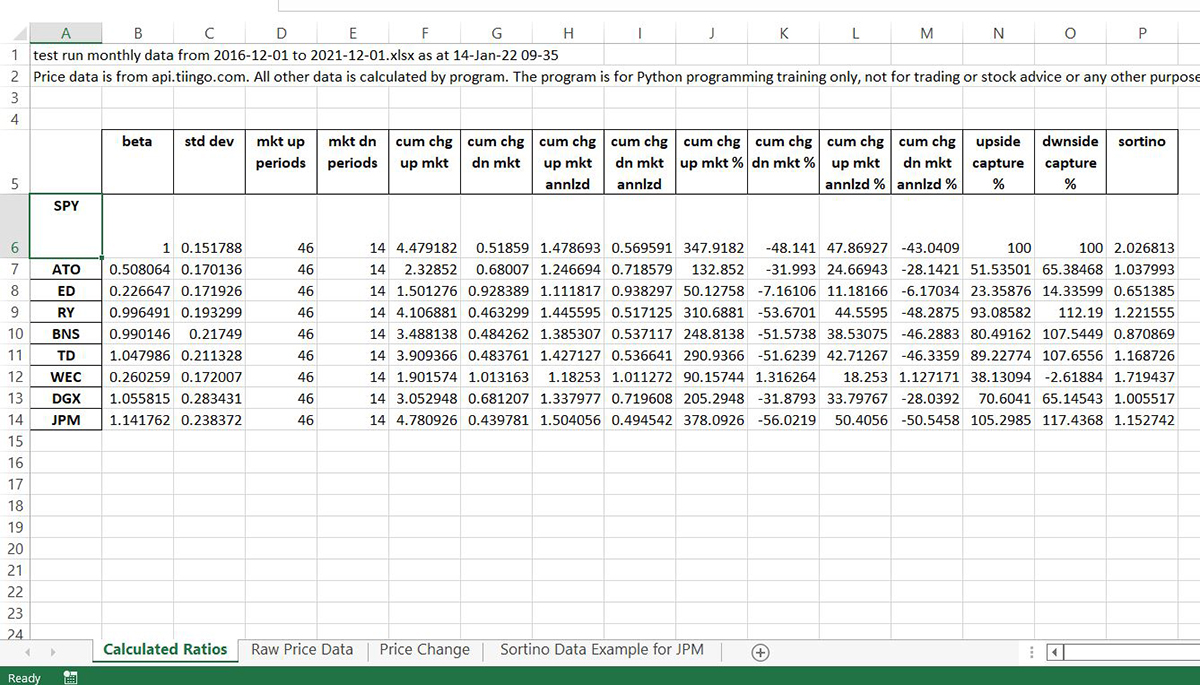 A B C D E F G H I J K L M N O P
1 test run monthly data from 2016-12-01 to 2021-12-01.xlsx as at 14-Jan-22 09-35
2 Price data is from api.tiingo.com. All other data is calculated by program. The program is for Python programming training only, not for trading or stock advice or any other purpose
3
4
beta std dev mkt up mkt dn cum chg cum chg cum chg cum chg cum chg cum chg cum chg cum chg upside dwnside sortino
periods periods up mkt dn mkt up mkt dn mkt up mkt % dn mkt % up mkt dn mkt capture capture
5 annlzd annlzd annlzd % annlzd % % %
SPY
6 1 0.151788 46 14 4.479182 0.51859 1.478693 0.569591 347.9182 -48.141 47.86927 -43.0409 100 100 2.026813
7 ATO 0.508064 0.170136 46 14 2.32852 0.68007 1.246694 0.718579 132.852 -31.993 24.66943 -28.1421 51.53501 65.38468 1.037993
8 ED 0.226647 0.171926 46 14 1.501276 0.928389 1.111817 0.938297 50.12758 -7.16106 11.18166 -6.17034 23.35876 14.33599 0.651385
9 RY 0.996491 0.193299 46 14 4.106881 0.463299 1.445595 0.517125 310.6881 -53.6701 44.5595 -48.2875 93.08582 112.19 1.221555
10 BNS 0.990146 0.21749 46 14 3.488138 0.484262 1.385307 0.537117 248.8138 -51.5738 38.53075 -46.2883 80.49162 107.5449 0.870869
11 TD 1.047986 0.211328 46 14 3.909366 0.483761 1.427127 0.536641 290.9366 -51.6239 42.71267 -46.3359 89.22774 107.6556 1.168726
12 WEC 0.260259 0.172007 46 14 1.901574 1.013163 1.18253 1.011272 90.15744 1.316264 18.253 1.127171 38.13094 -2.61884 1.719437
13 DGX 1.055815 0.283431 46 14 3.052948 0.681207 1.337977 0.719608 205.2948 -31.8793 33.79767 -28.0392 70.6041 65.14543 1.005517
14 JPM 1.141762 0.238372 46 14 4.780926 0.439781 1.504056 0.494542 378.0926 -56.0219 50.4056 -50.5458 105.2985 117.4368 1.152742
15
16
17
18
19
20
21
22
23
24
Calculated Ratios Raw Price Data Price Change Sortino Data Example for JPM
Ready